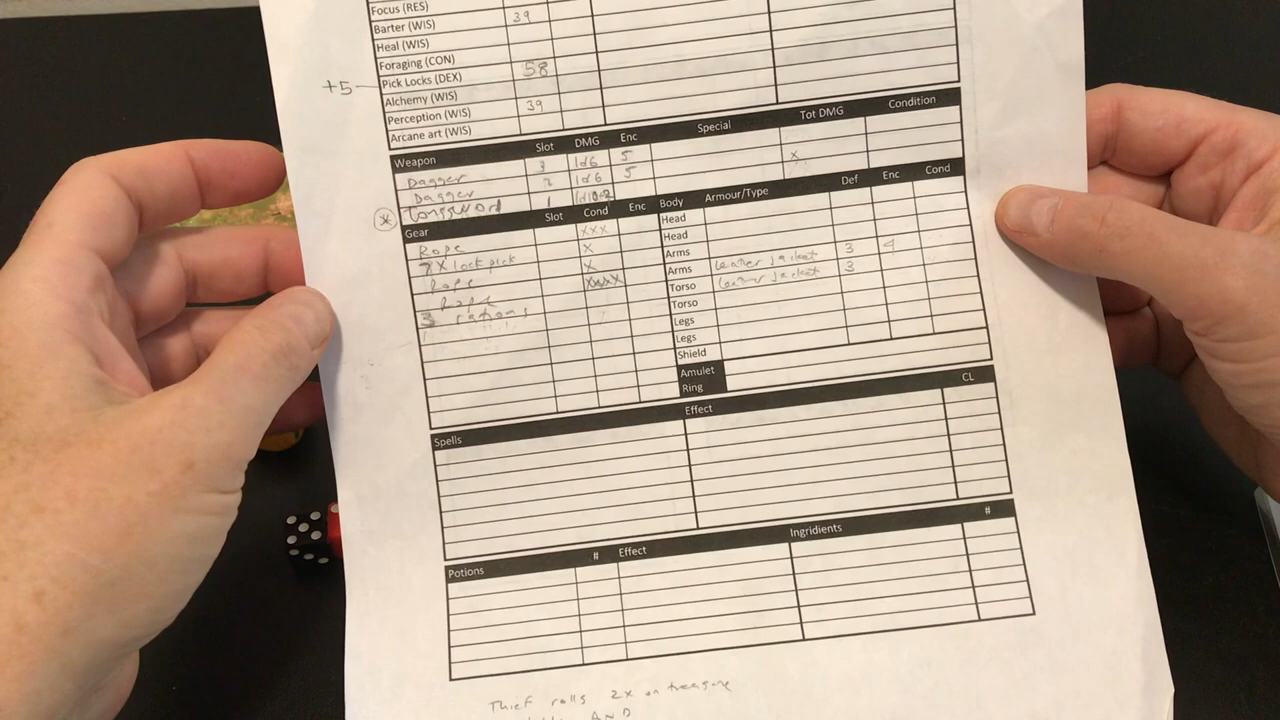 Focus (RES)
Barter (WIS) 39
Heal (WIS)
Foraging (CON)
+5 Pick Locks (DEX) 58
Alchemy (WIS)
Perception (WIS) 39
Arcane art (WIS)
Weapon Slot DMG Enc Special Tot DMG Condition
Dagger 3 1d6 5
Dagger 2 1d6 5 x
* Longsword 1
Gear Slot Cond Enc Body Armour/Type Def Enc Cond
Rope xxx Head
lock pick x Head
Rope x Arms
Rope Arms Leather Jacket 3 4
3 rations Torso Leather Jacket 3
Torso
Legs
Legs
Shield
Amulet
Ring
Spells Effect CL
Potions # Effect Ingridients #
Thief rolls 2x on treasure
AND